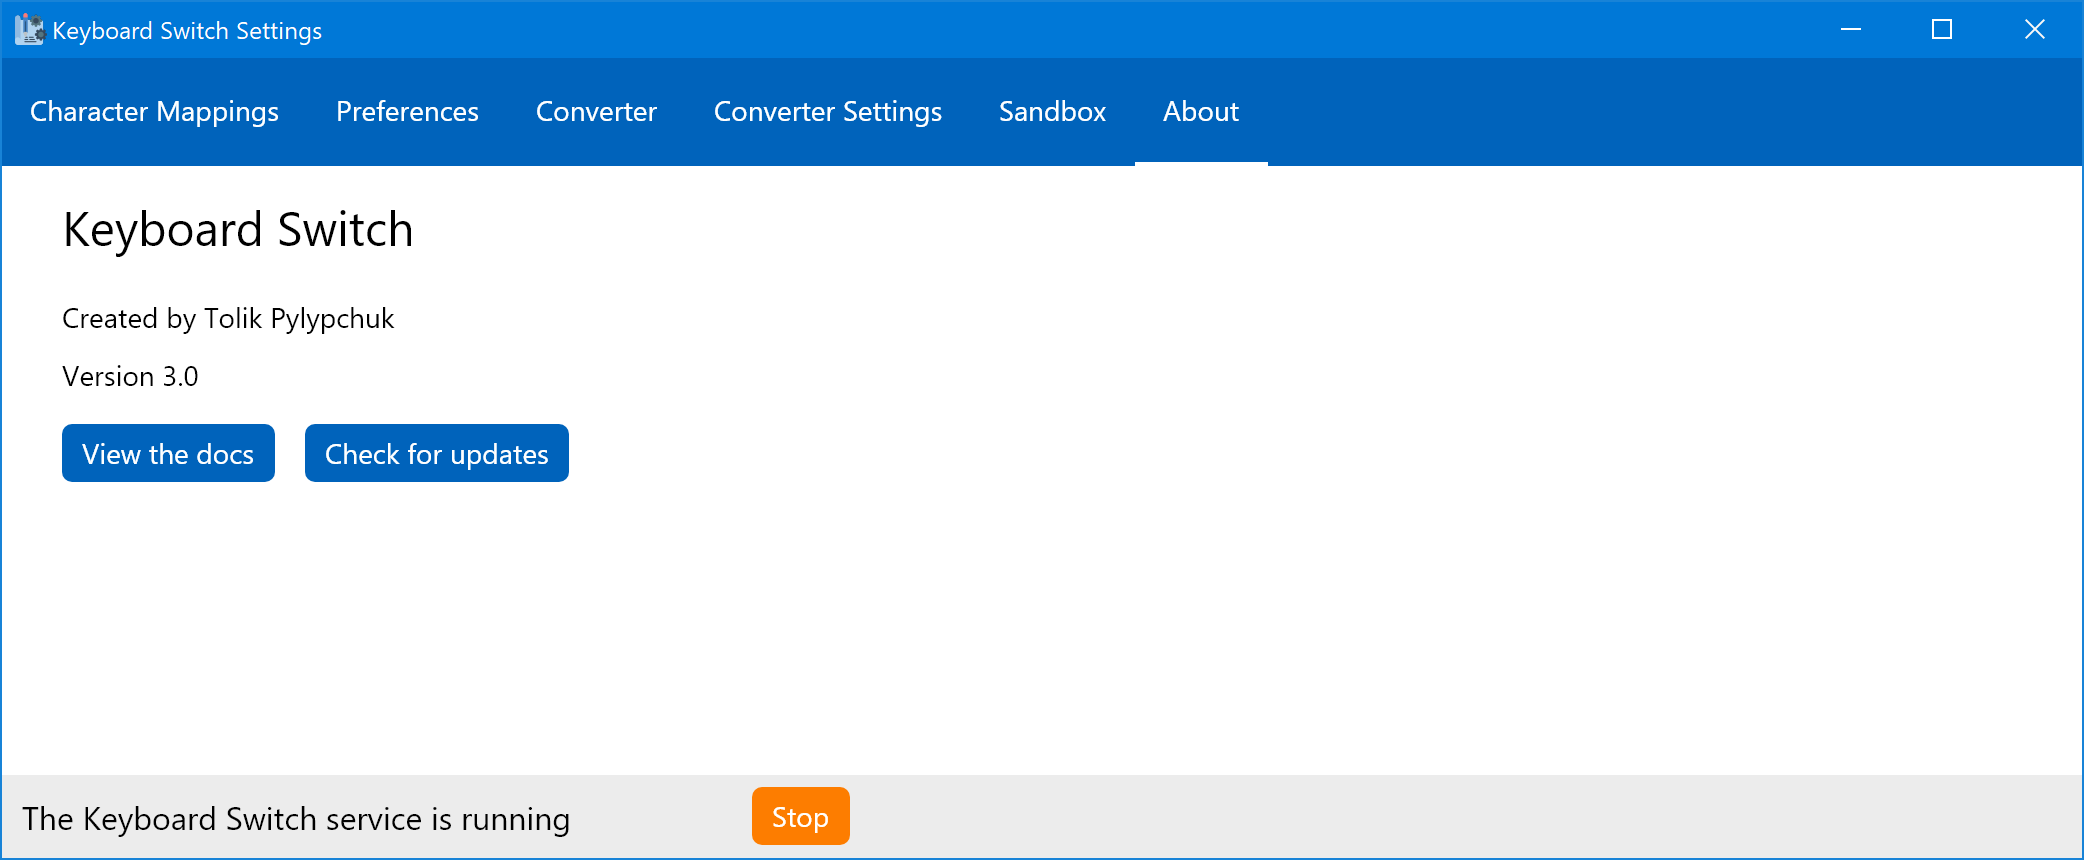 Keyboard Switch Settings
Character Mappings Preferences Converter Converter Settings Sandbox About
Keyboard Switch
Created by Tolik Pylypchuk
Version 3.0
View the docs Check for updates
The Keyboard Switch service is running Stop